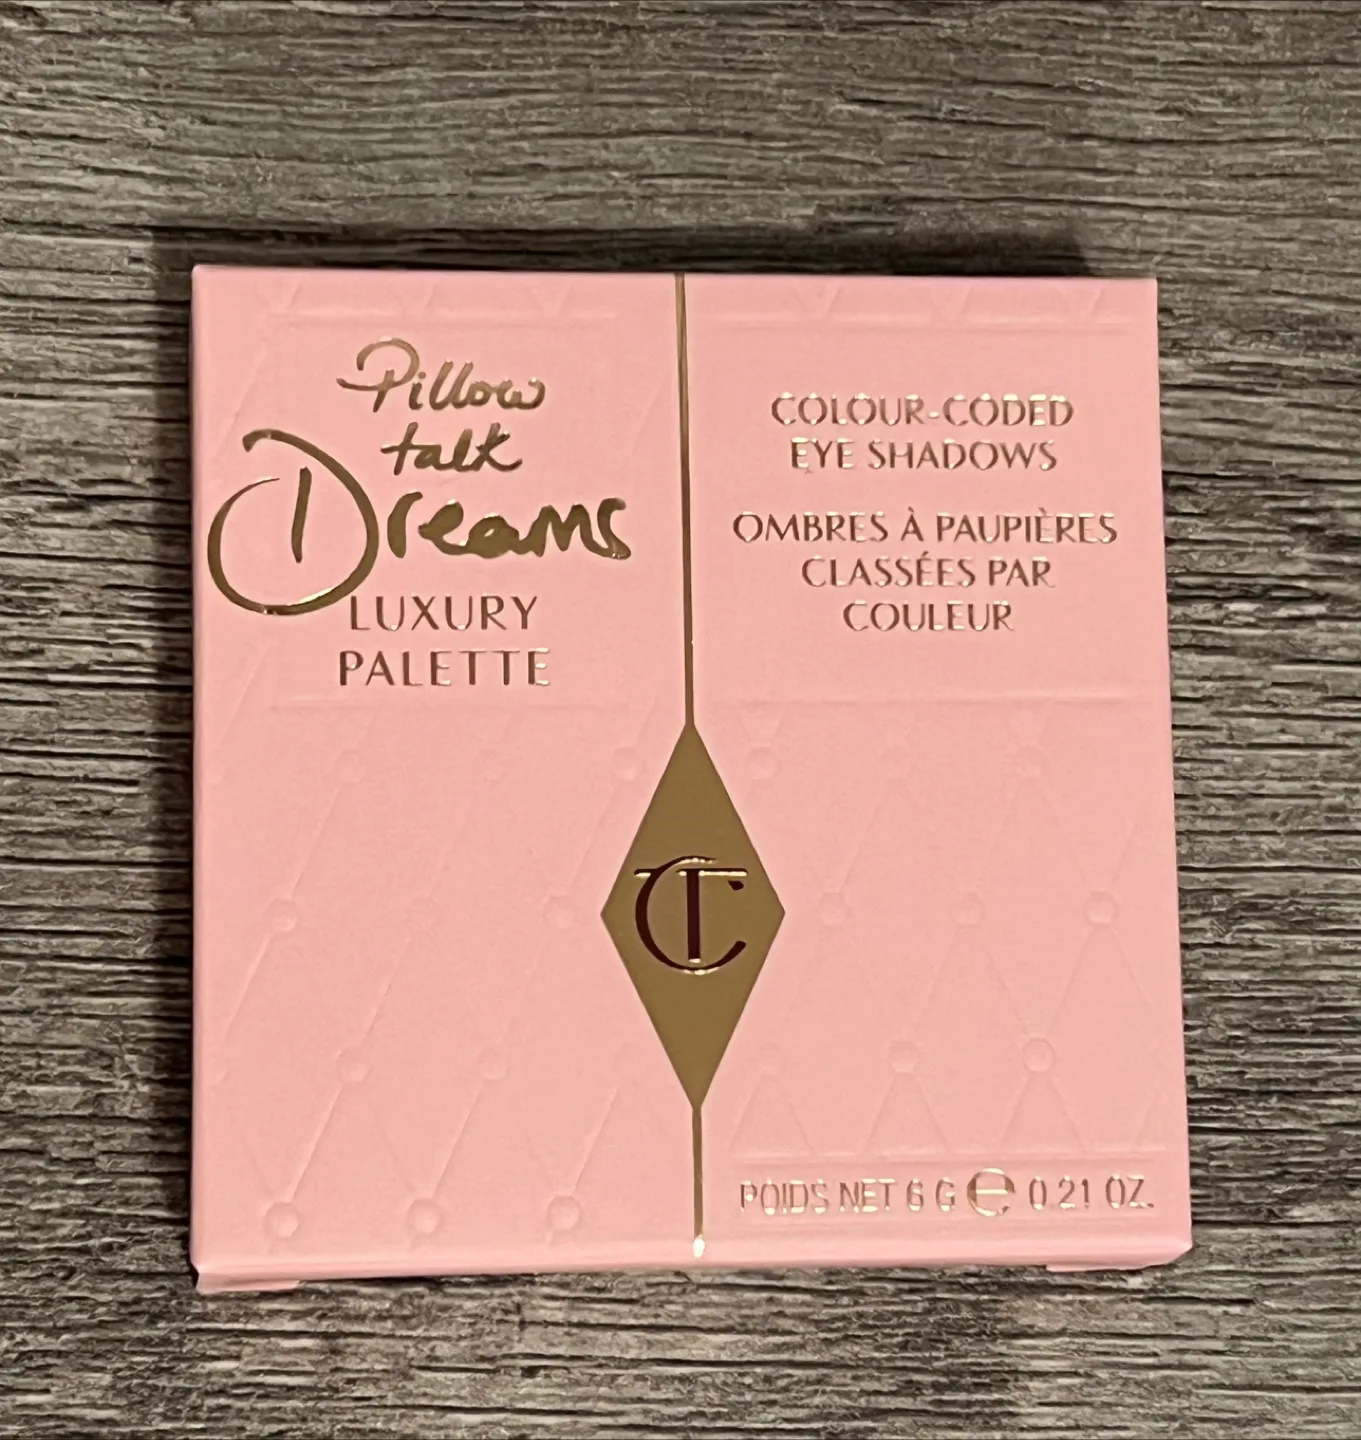 Pillow
talk
Dreams
LUXURY
PALETTE
COLOUR-CODED
EYE SHADOWS
OMBRES À PAUPIÈRES
CLASSÉES PAR
COULEUR
CT
POIDS NET 6 G ℮ 0.21 OZ.